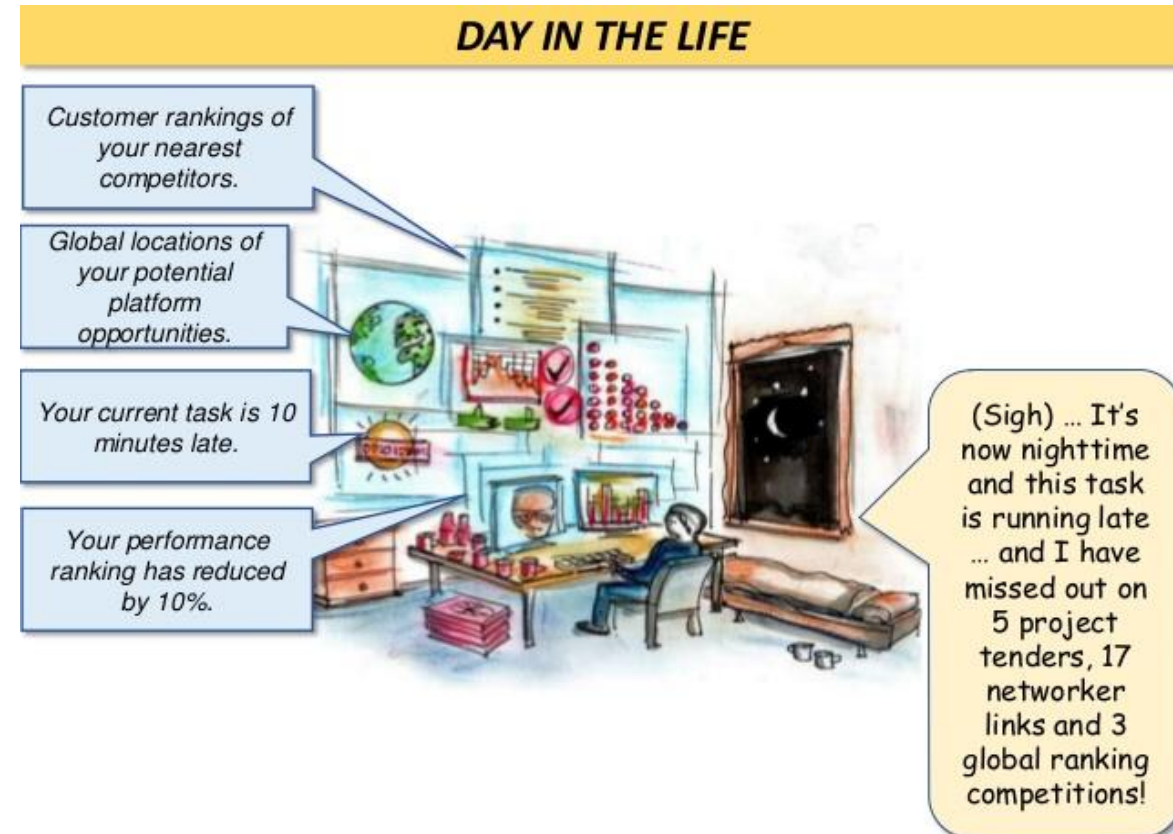 DAY IN THE LIFE
Customer rankings of
your nearest
competitors.
Global locations of
your potential
platform
opportunities.
Your current task is 10
minutes late.
Your performance
ranking has reduced
by 10%.
(Sigh) ... It's
now nighttime
and this task
is running late
... and I have
missed out on
5 project
tenders, 17
networker
links and 3
global ranking
competitions!